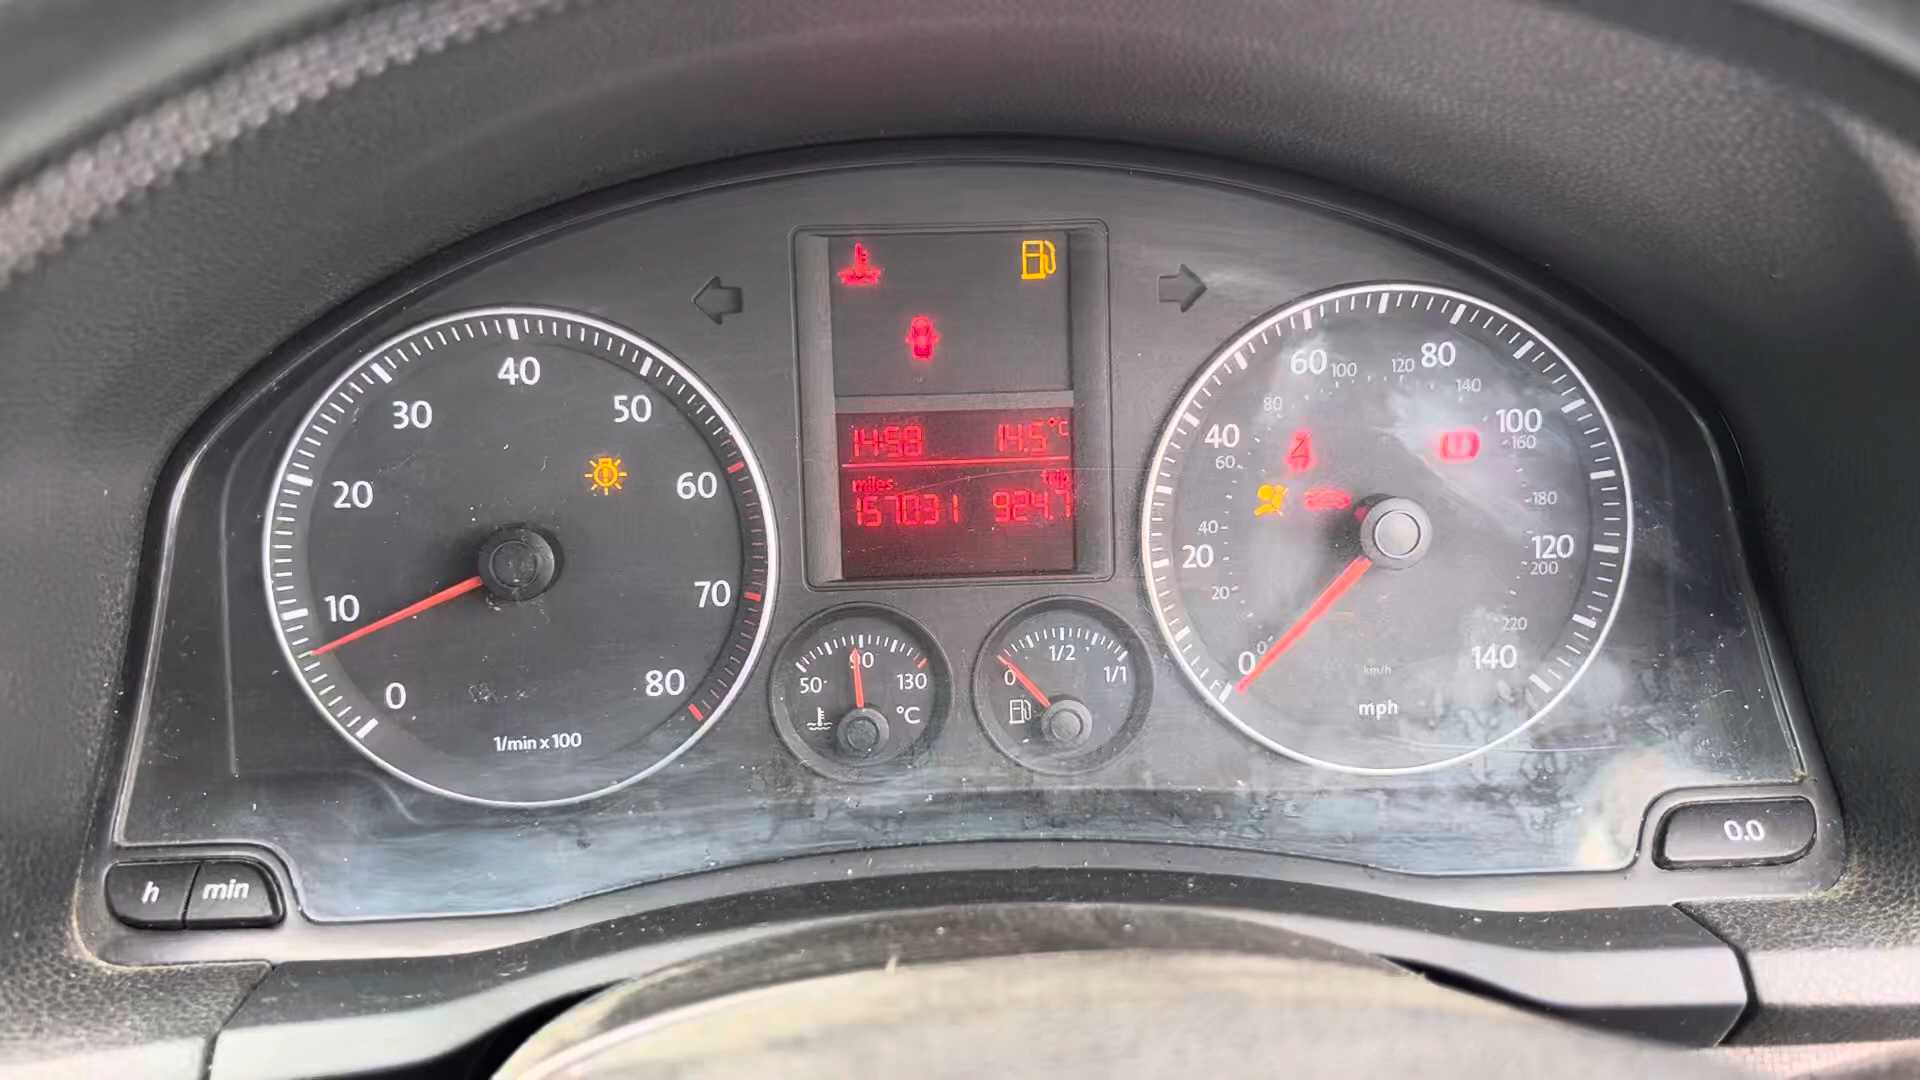 0
10
20
30
40
50
60
70
80
1/min x 100
14:58 14.5°C
miles trip
157031 924.7
50 90 130
°C
0 1/2 1/1
0 20 40 60 80 100 120 140
0 20 40 60 80 100 120 140 160 180 200 220
km/h
mph
h min
0.0